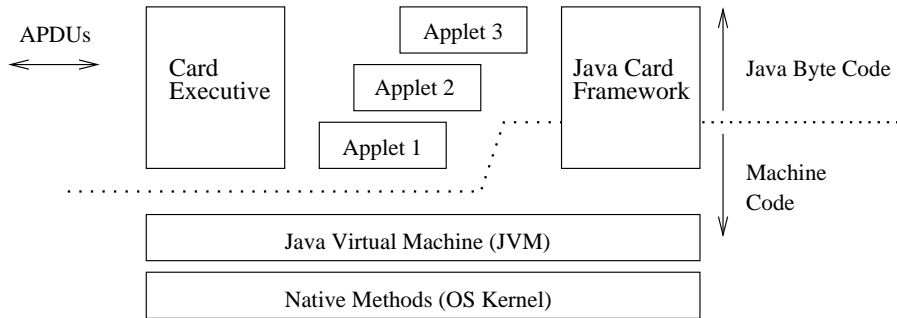 APDUs
Card
Executive
Applet 3
Applet 2
Applet 1
Java Card
Framework
Java Byte Code
Machine
Code
Java Virtual Machine (JVM)
Native Methods (OS Kernel)